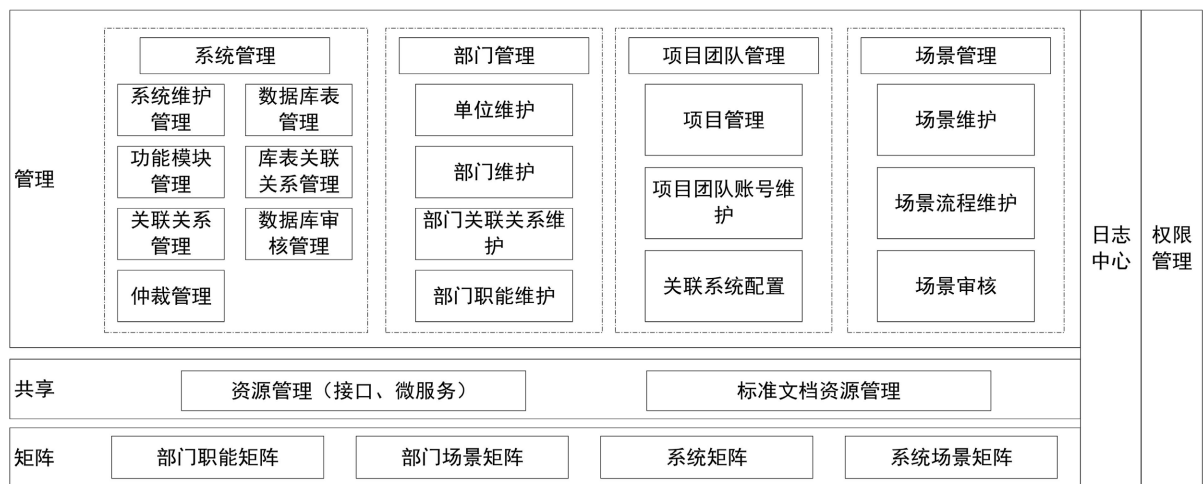 管理
系统管理
系统维护
管理
数据库表
管理
功能模块
管理
库表关联
关系管理
关联关系
管理
数据库审
核管理
仲裁管理
部门管理
单位维护
部门维护
部门关联关系维
护
部门职能维护
项目团队管理
项目管理
项目团队账号维
护
关联系统配置
场景管理
场景维护
场景流程维护
场景审核
共享
资源管理（接口、微服务）
标准文档资源管理
矩阵
部门职能矩阵
部门场景矩阵
系统矩阵
系统场景矩阵
日志
中心
权限
管理